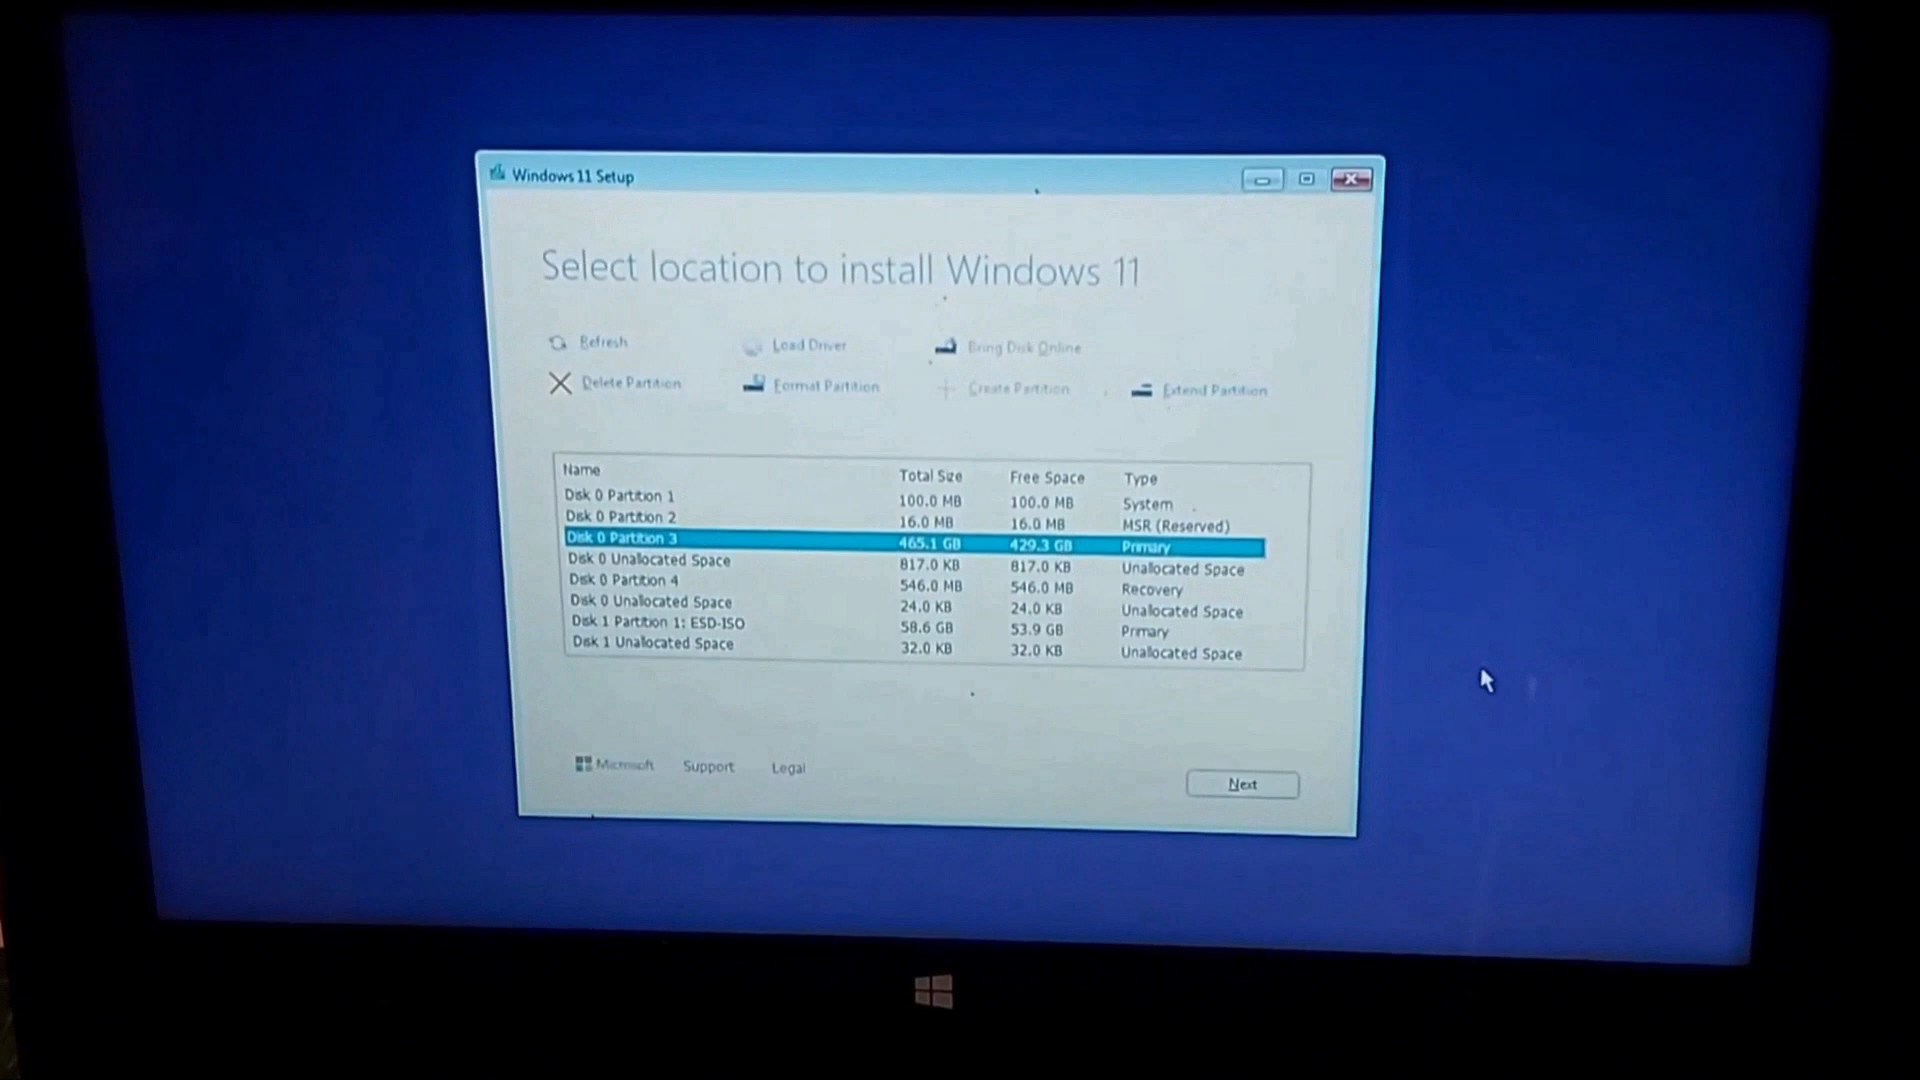 Windows 11 Setup
Select location to install Windows 11
Refresh Load Driver Bring Disk Online
Delete Partition Format Partition Create Partition Extend Partition
Name Total Size Free Space Type
Disk 0 Partition 1 100.0 MB 100.0 MB System
Disk 0 Partition 2 16.0 MB 16.0 MB MSR (Reserved)
Disk 0 Partition 3 465.1 GB 429.3 GB Primary
Disk 0 Unallocated Space 817.0 KB 817.0 KB Unallocated Space
Disk 0 Partition 4 546.0 MB 546.0 MB Recovery
Disk 0 Unallocated Space 24.0 KB 24.0 KB Unallocated Space
Disk 1 Partition 1: ESD-ISO 58.6 GB 53.9 GB Primary
Disk 1 Unallocated Space 32.0 KB 32.0 KB Unallocated Space
Microsoft Support Legal
Next